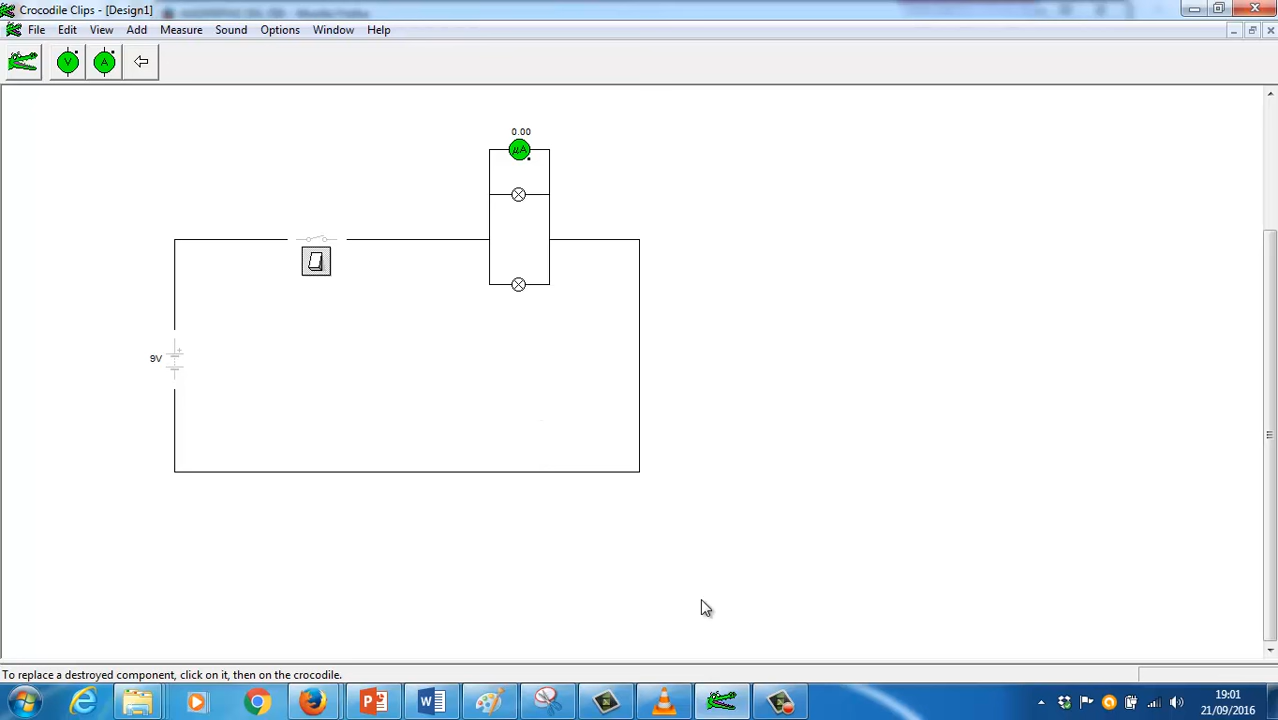 Crocodile Clips - [Design1]
File Edit View Add Measure Sound Options Window Help
V A
0.00
μA
9V
To replace a destroyed component, click on it, then on the crocodile.
19:01
21/09/2016